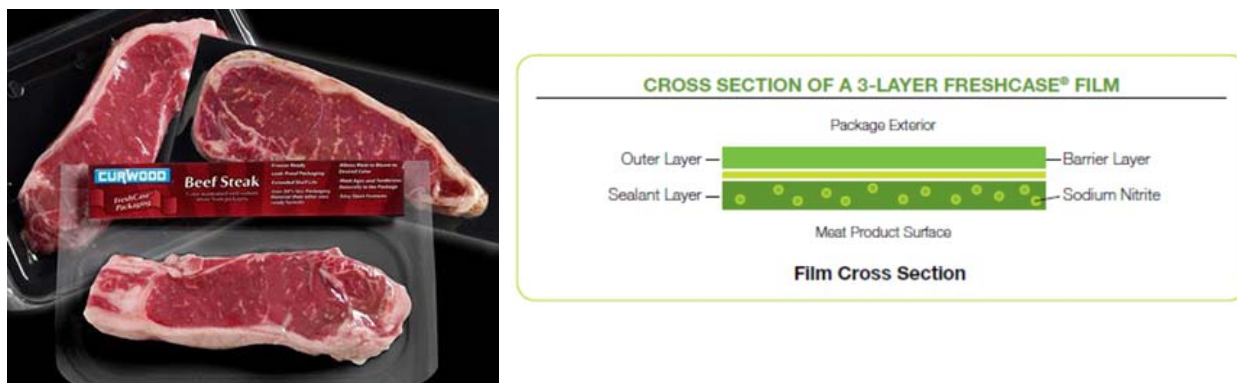 CURWOOD
FreshCase
Packaging
Beef Steak
Freezer Ready
Leak Proof Packaging
Extended Shelf Life
Allows Meat to Bloom to
Desired Color
Meat Ages and Tenderizes
Naturally in the Package
Easy Open Features
CROSS SECTION OF A 3-LAYER FRESHCASE® FILM
Package Exterior
Outer Layer
Barrier Layer
Sealant Layer
Sodium Nitrite
Meat Product Surface
Film Cross Section